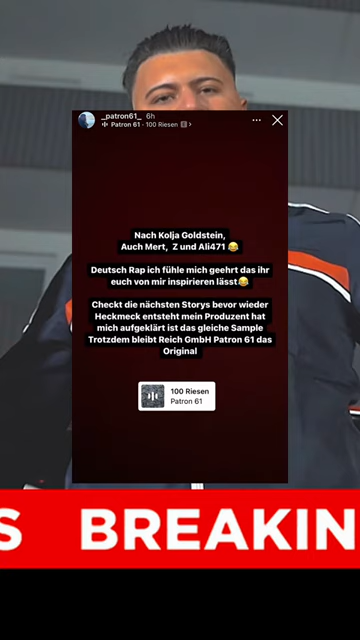 _patron61_ 6h
Patron 61 · 100 Riesen
Nach Kolja Goldstein,
Auch Mert, Z und Ali471 😂
Deutsch Rap ich fühle mich geehrt das ihr
euch von mir inspirieren lässt😂
Checkt die nächsten Storys bevor wieder
Heckmeck entsteht mein Produzent hat
mich aufgeklärt ist das gleiche Sample
Trotzdem bleibt Reich GmbH Patron 61 das
Original
100 Riesen
Patron 61
S BREAKIN